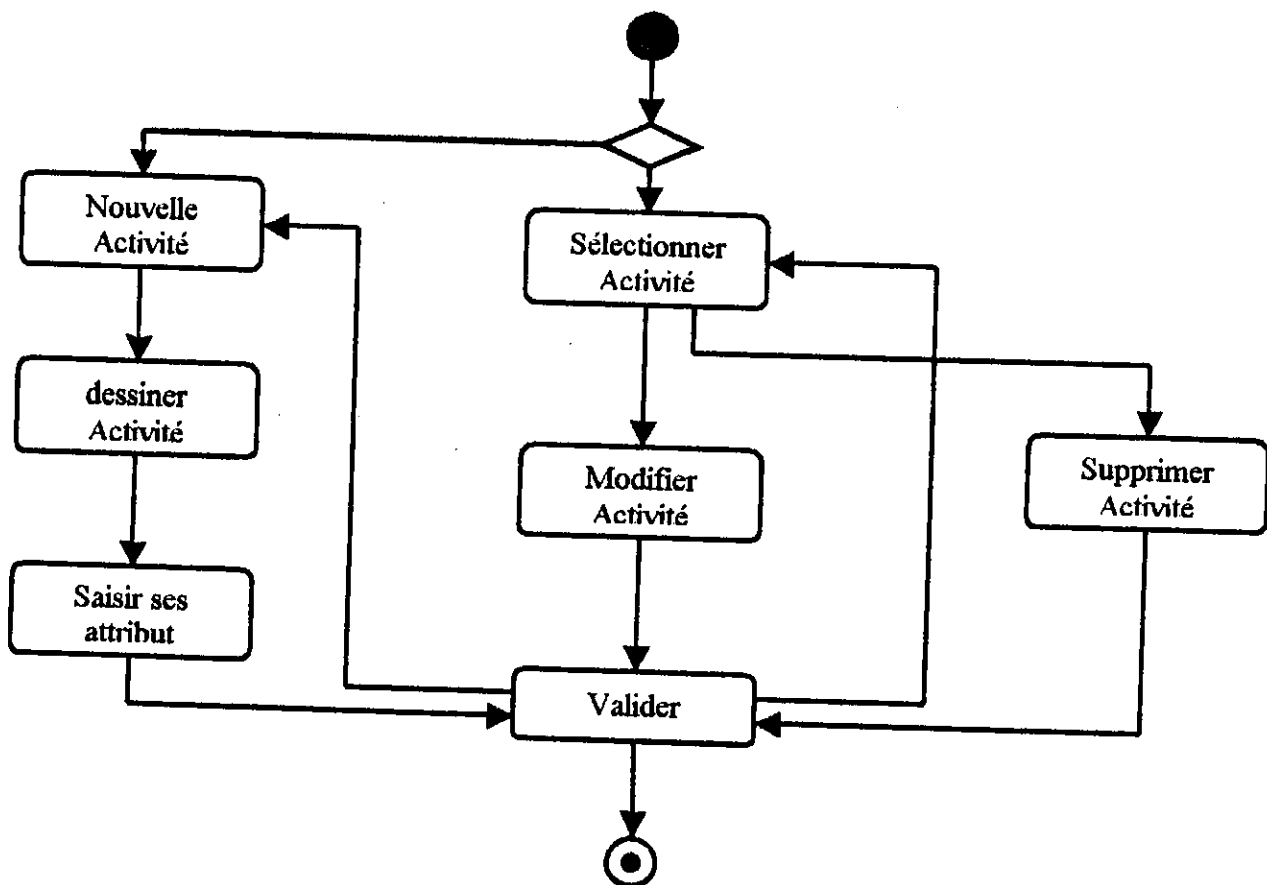 Nouvelle
Activité
Sélectionner
Activité
dessiner
Activité
Modifier
Activité
Supprimer
Activité
Saisir ses
attribut
Valider